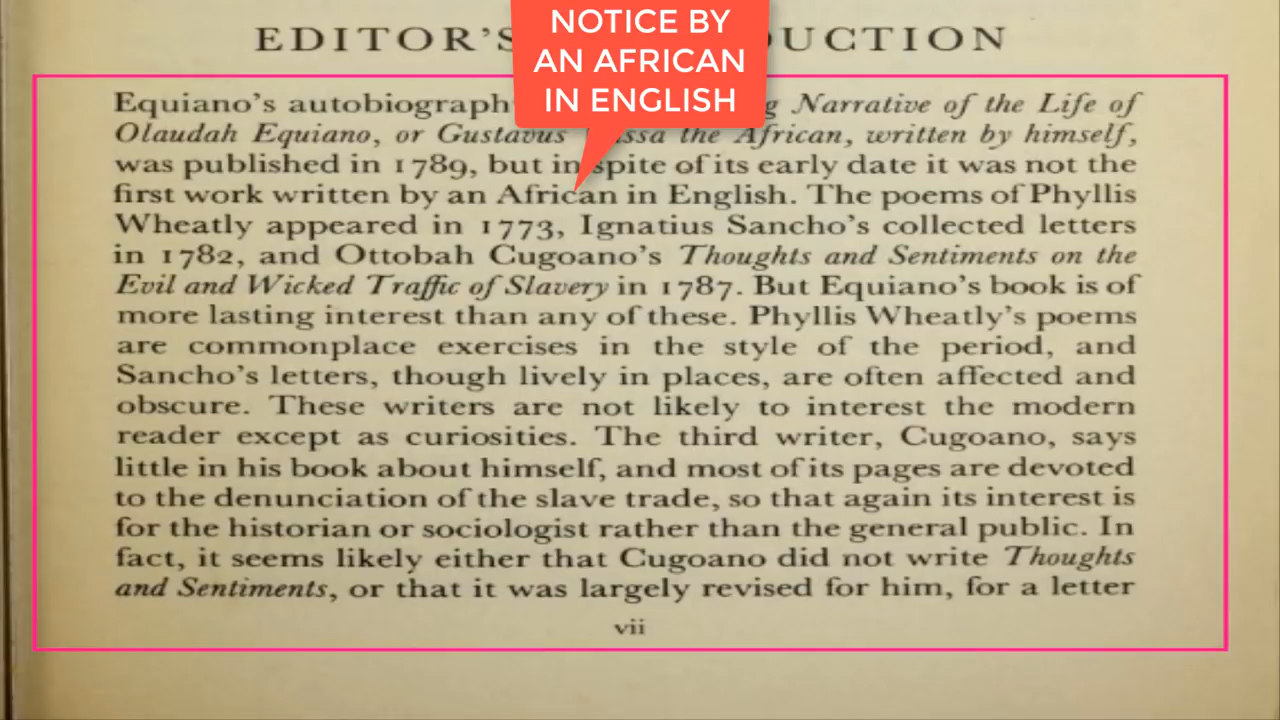 EDITOR'S DUCTION
NOTICE BY
AN AFRICAN
IN ENGLISH
Equiano's autobiograph g Narrative of the Life of
Olaudah Equiano, or Gustavus ssa the African, written by himself,
was published in 1789, but in spite of its early date it was not the
first work written by an African in English. The poems of Phyllis
Wheatly appeared in 1773, Ignatius Sancho's collected letters
in 1782, and Ottobah Cugoano's Thoughts and Sentiments on the
Evil and Wicked Traffic of Slavery in 1787. But Equiano's book is of
more lasting interest than any of these. Phyllis Wheatly's poems
are commonplace exercises in the style of the period, and
Sancho's letters, though lively in places, are often affected and
obscure. These writers are not likely to interest the modern
reader except as curiosities. The third writer, Cugoano, says
little in his book about himself, and most of its pages are devoted
to the denunciation of the slave trade, so that again its interest is
for the historian or sociologist rather than the general public. In
fact, it seems likely either that Cugoano did not write Thoughts
and Sentiments, or that it was largely revised for him, for a letter
vii